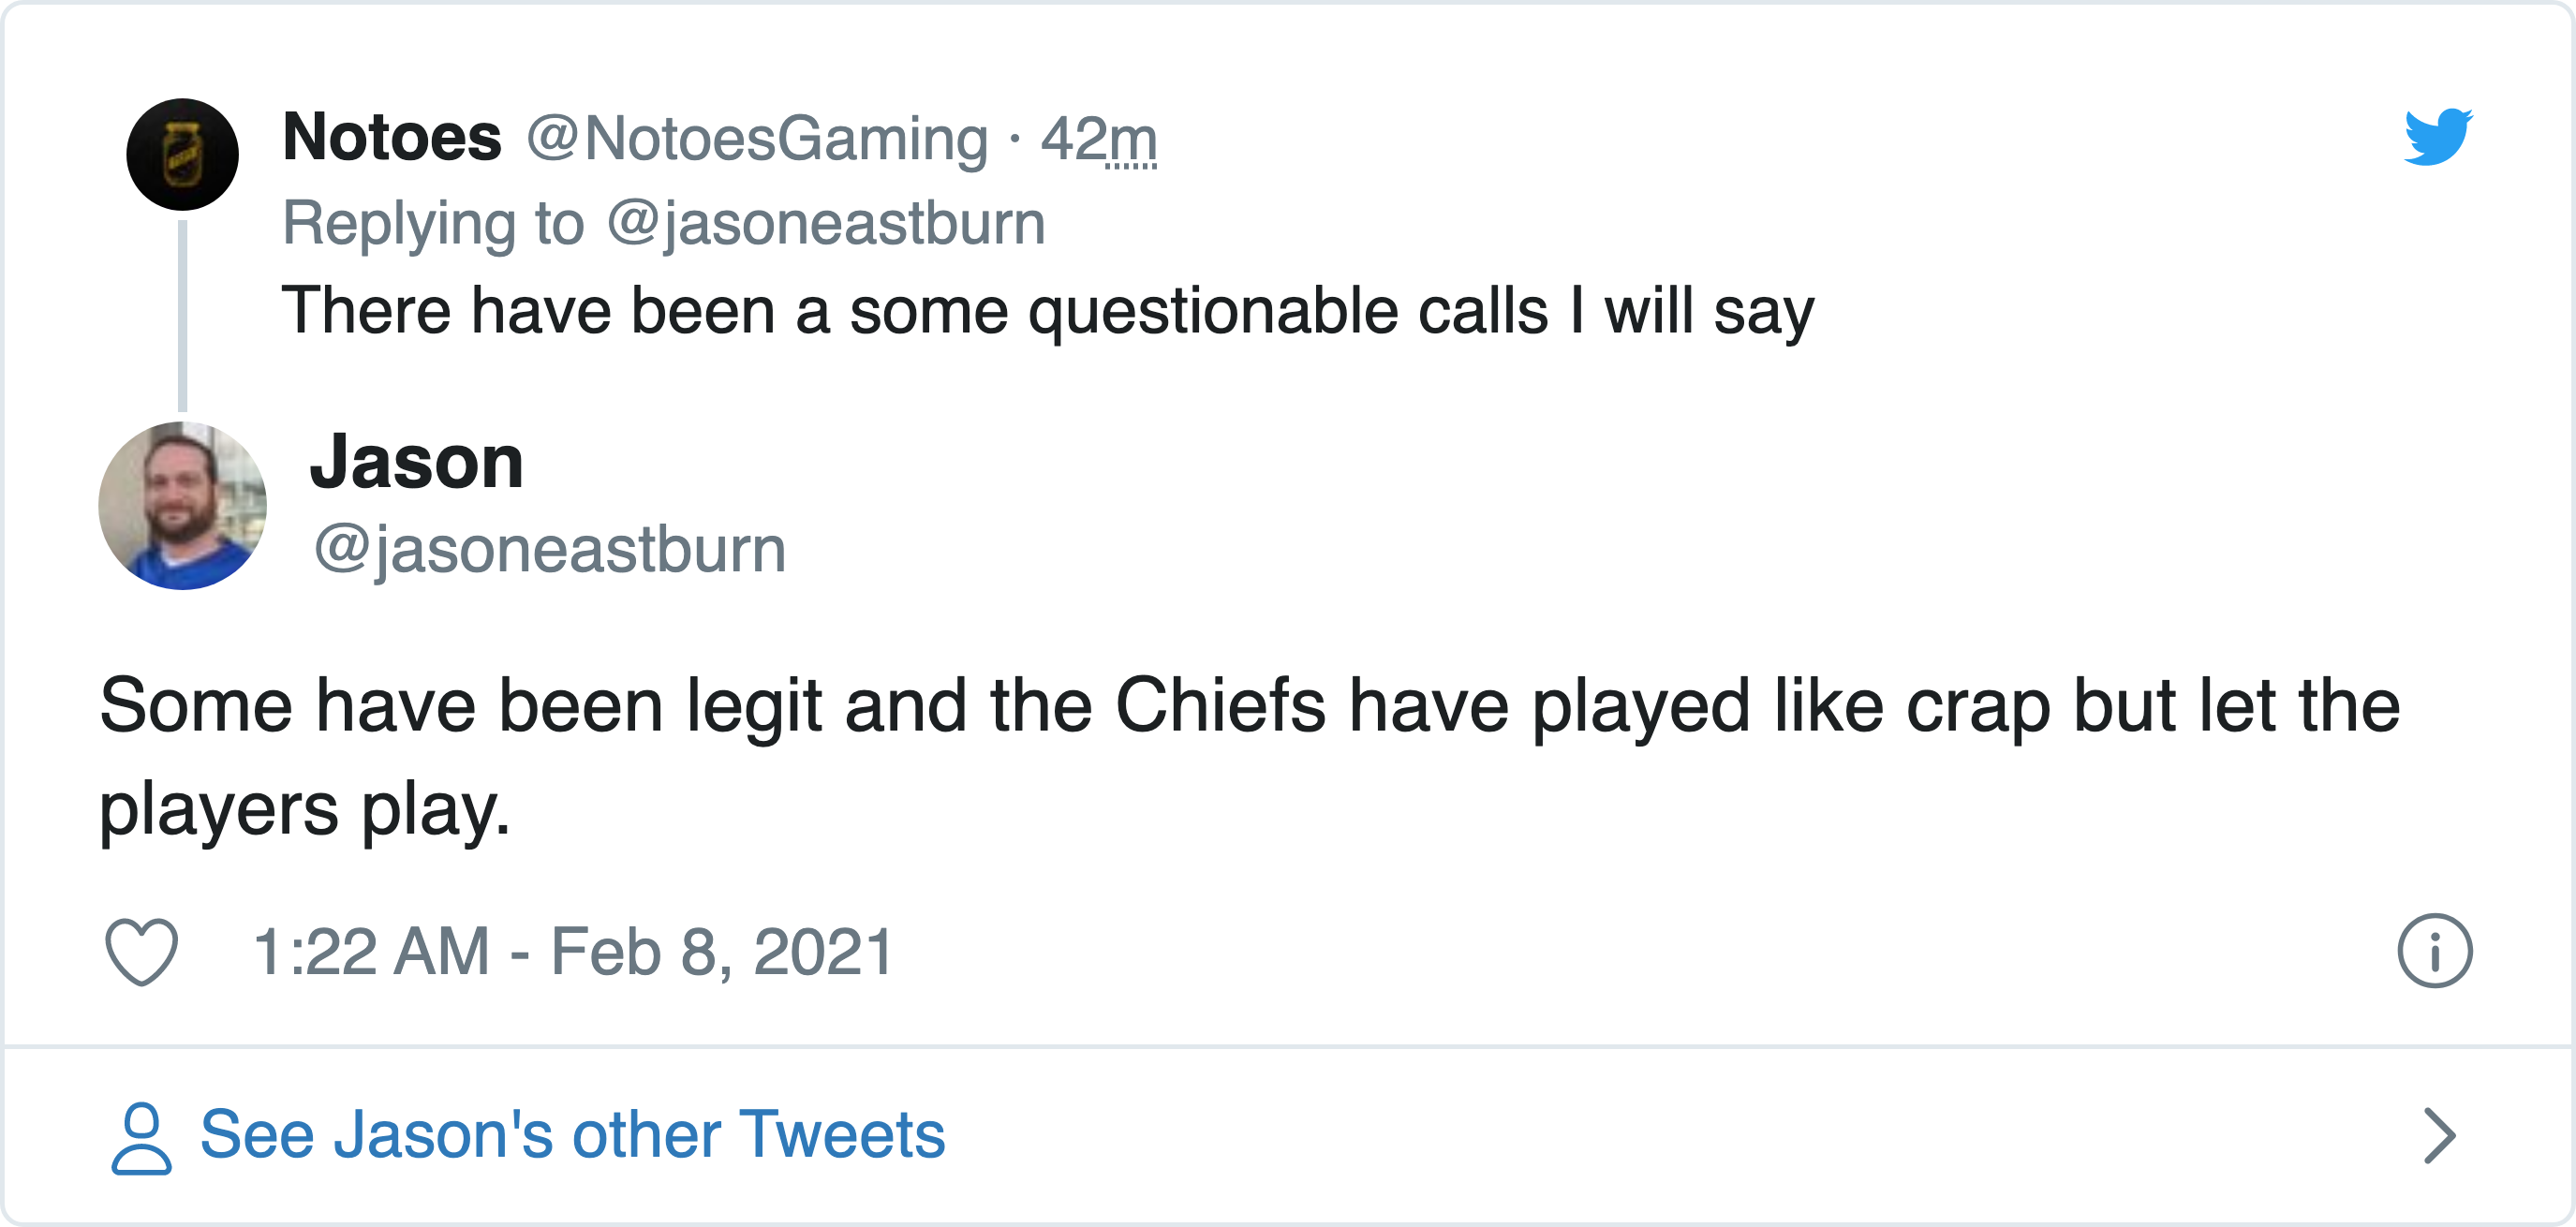 Notoes @NotoesGaming · 42m
Replying to @jasoneastburn
There have been a some questionable calls I will say
Jason
@jasoneastburn
Some have been legit and the Chiefs have played like crap but let the
players play.
1:22 AM - Feb 8, 2021
See Jason's other Tweets